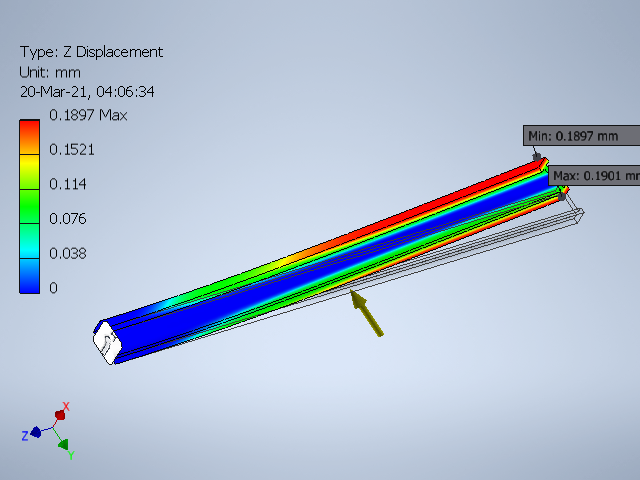 Type: Z Displacement
Unit: mm
20-Mar-21, 04:06:34
0.1897 Max
0.1521
0.114
0.076
0.038
0
Min: 0.1897 mm
Max: 0.1901 mm
X
Z
Y